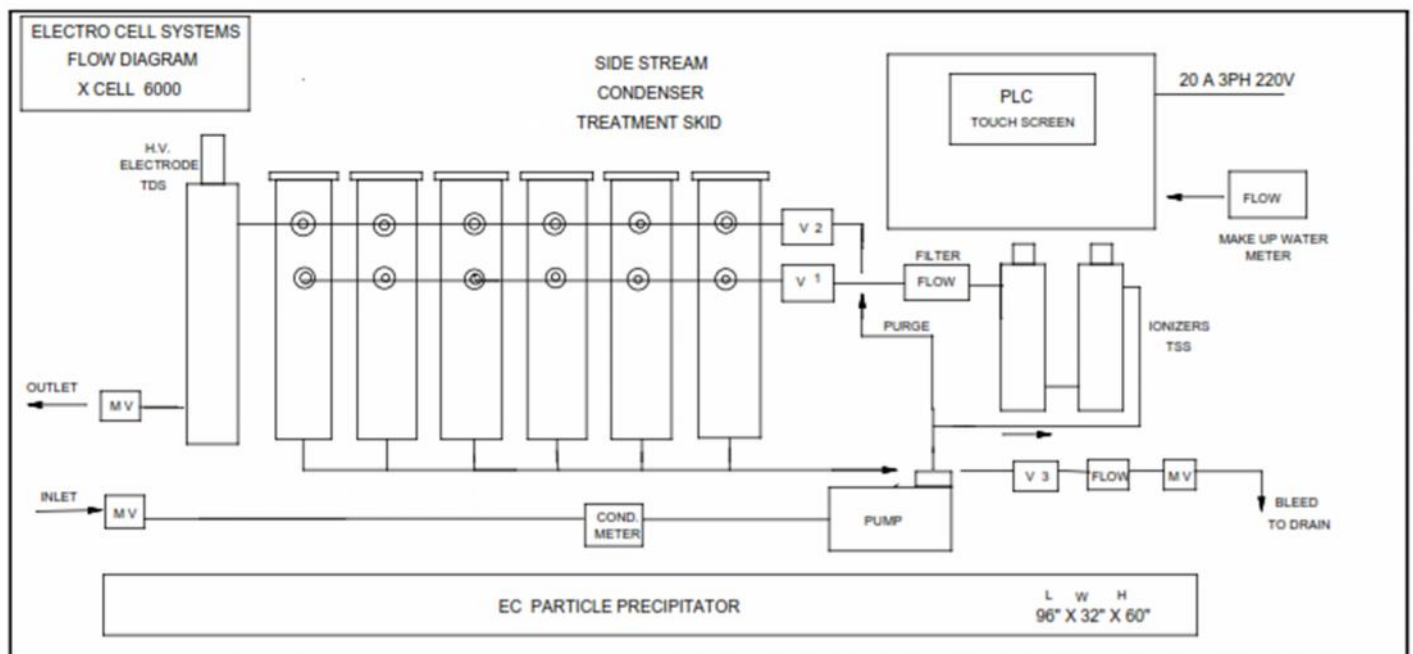 ELECTRO CELL SYSTEMS
FLOW DIAGRAM
X CELL 6000
SIDE STREAM
CONDENSER
TREATMENT SKID
PLC
TOUCH SCREEN
20 A 3PH 220V
H.V.
ELECTRODE
TDS
FLOW
MAKE UP WATER
METER
V 2
V 1
FILTER
FLOW
PURGE
IONIZERS
TSS
OUTLET
M V
INLET
M V
COND.
METER
PUMP
V 3
FLOW
M V
BLEED
TO DRAIN
EC PARTICLE PRECIPITATOR
L W H
96" X 32" X 60"